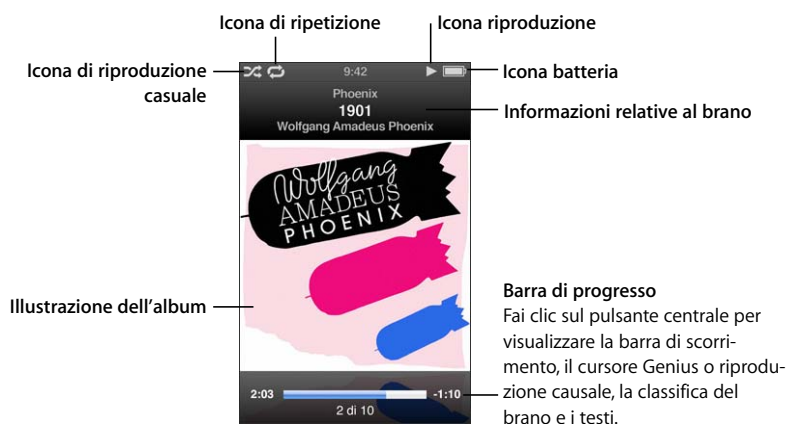 Icona di ripetizione
Icona riproduzione
Icona di riproduzione
casuale
Icona batteria
9:42
Phoenix
1901
Wolfgang Amadeus Phoenix
Informazioni relative al brano
Wolfgang
AMADEUS
PHOENIX
Illustrazione dell'album
Barra di progesso
Fai clic sul pulsante centrale per
visualizzare la barra di scorri-
mento, il cursore Genius o riprodu-
zione causale, la classifica del
brano e i testi.
2:03
-1:10
2 di 10